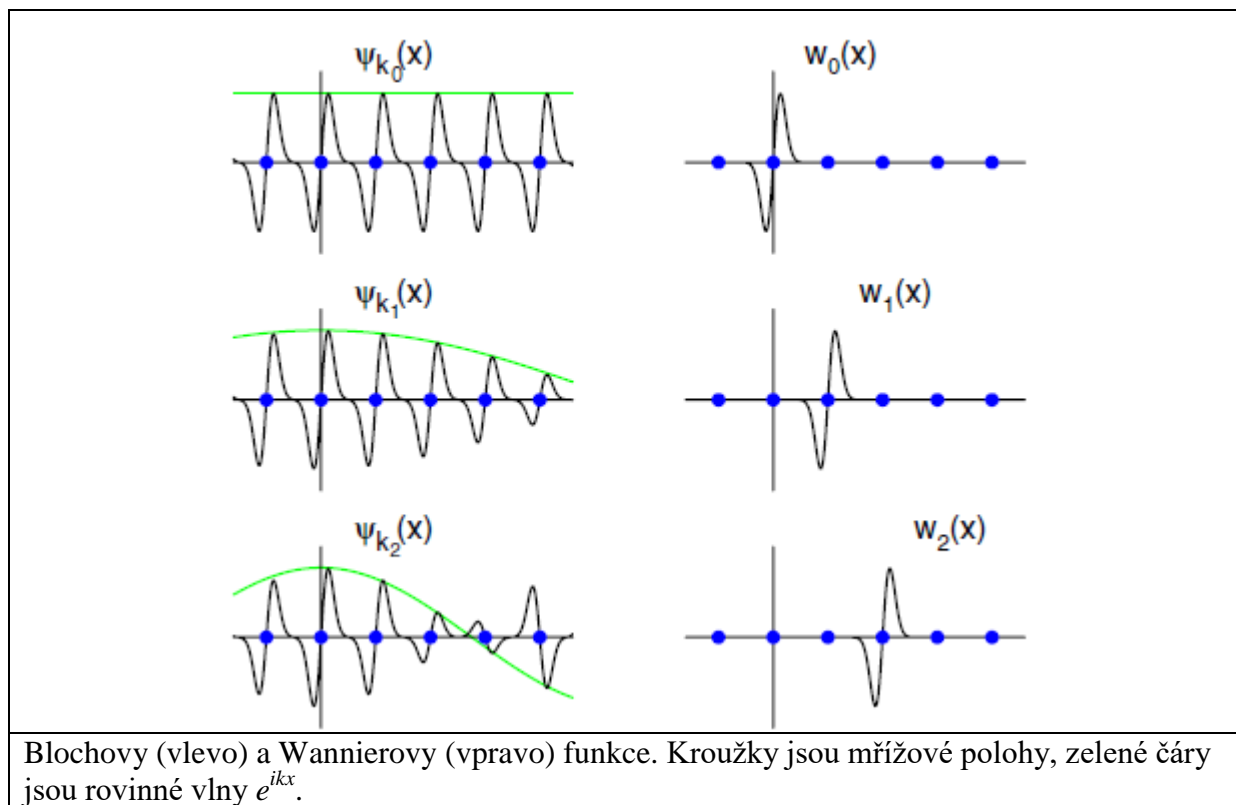 ψk₀(x) w₀(x)
ψk₁(x) w₁(x)
ψk₂(x) w₂(x)
Blochovy (vlevo) a Wannierovy (vpravo) funkce. Kroužky jsou mřížové polohy, zelené čáry
jsou rovinné vlny e^{ikx}.